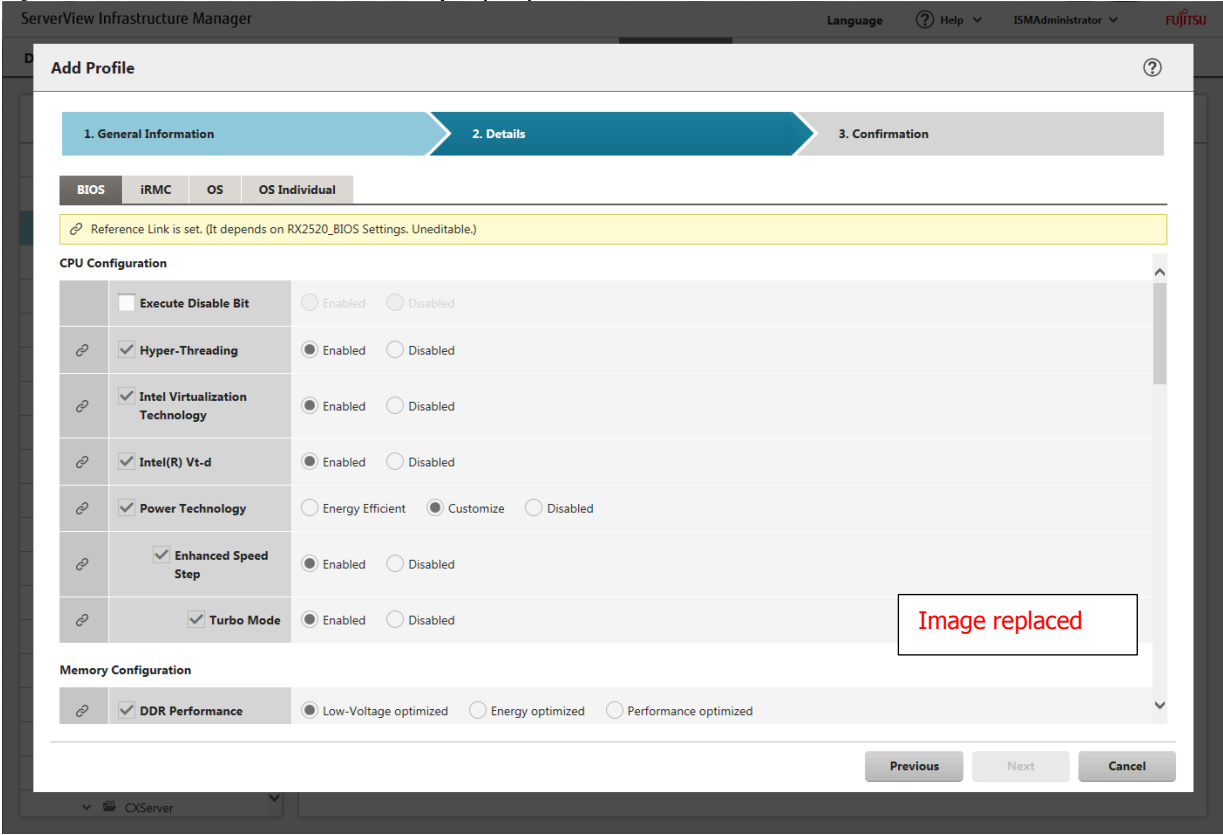 ServerView Infrastructure Manager Language ? Help ISMAdministrator FUJITSU
D
Add Profile ?
1. General Information 2. Details 3. Confirmation
BIOS iRMC OS OS Individual
Reference Link is set. (It depends on RX2520_BIOS Settings. Uneditable.)
CPU Configuration
Execute Disable Bit Enabled Disabled
Hyper-Threading Enabled Disabled
Intel Virtualization
Technology Enabled Disabled
Intel(R) Vt-d Enabled Disabled
Power Technology Energy Efficient Customize Disabled
Enhanced Speed
Step Enabled Disabled
Turbo Mode Enabled Disabled
Image replaced
Memory Configuration
DDR Performance Low-Voltage optimized Energy optimized Performance optimized
Previous Next Cancel
CXServer